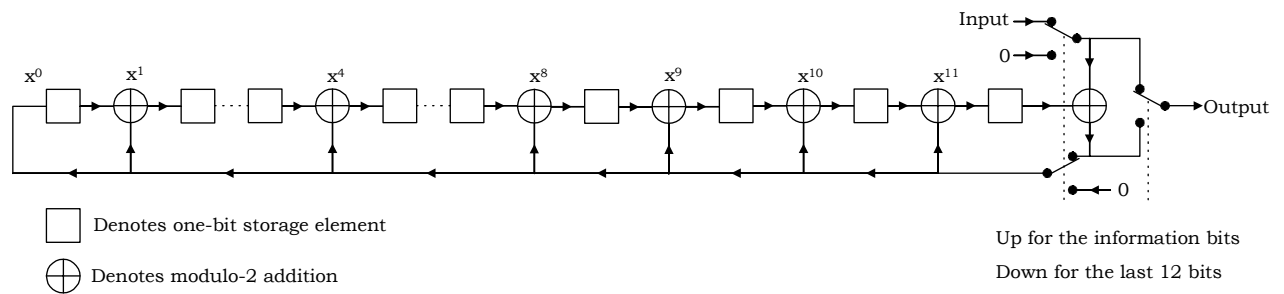 Input
0
x⁰ x¹ x⁴ x⁸ x⁹ x¹⁰ x¹¹
Output
0
Denotes one-bit storage element
Denotes modulo-2 addition
Up for the information bits
Down for the last 12 bits